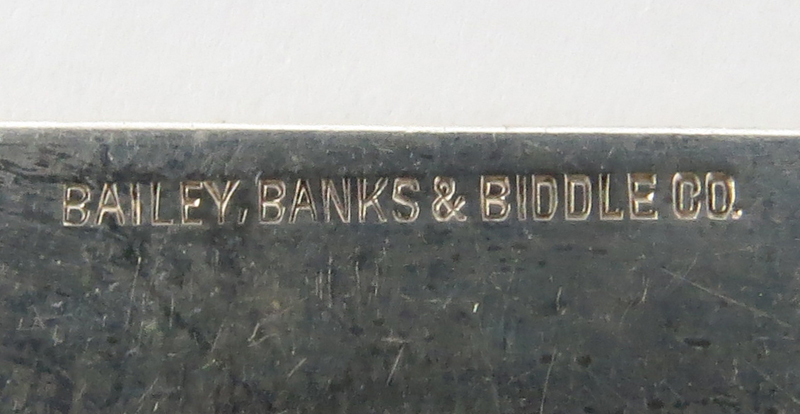 BAILEY, BANKS & BIDDLE CO.